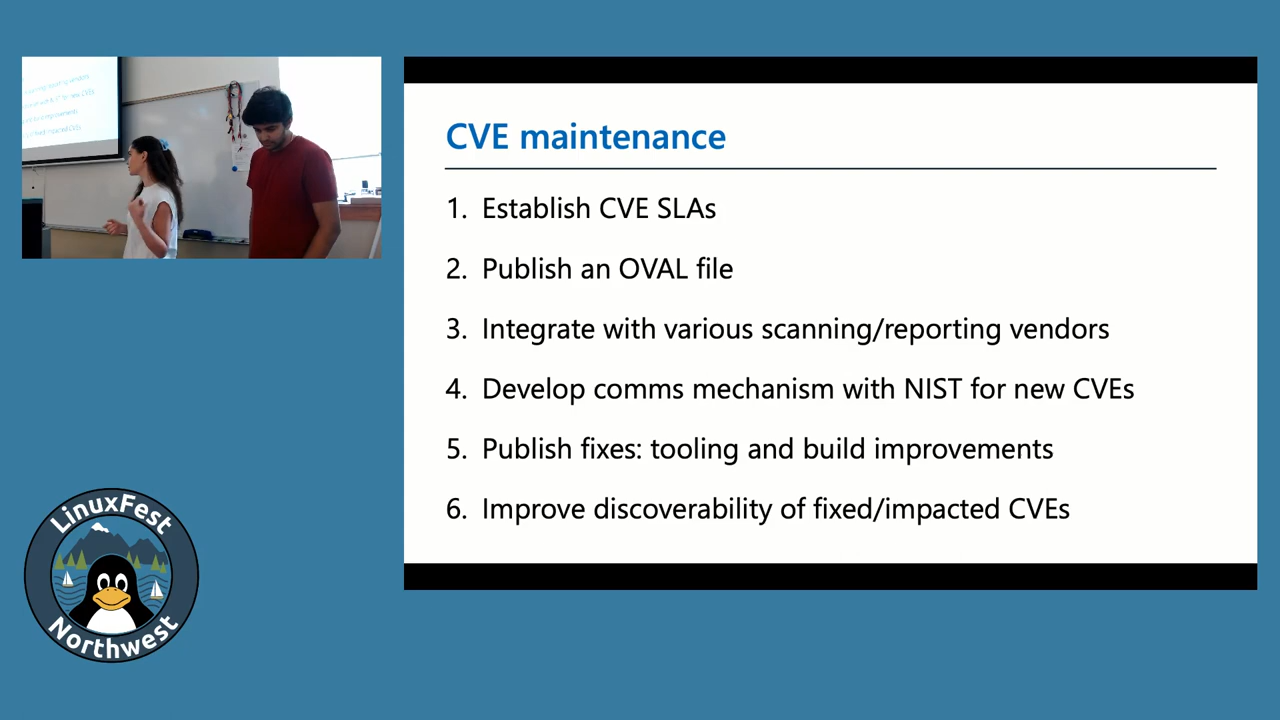 CVE maintenance
1. Establish CVE SLAs
2. Publish an OVAL file
3. Integrate with various scanning/reporting vendors
4. Develop comms mechanism with NIST for new CVEs
5. Publish fixes: tooling and build improvements
6. Improve discoverability of fixed/impacted CVEs
LinuxFest
Northwest